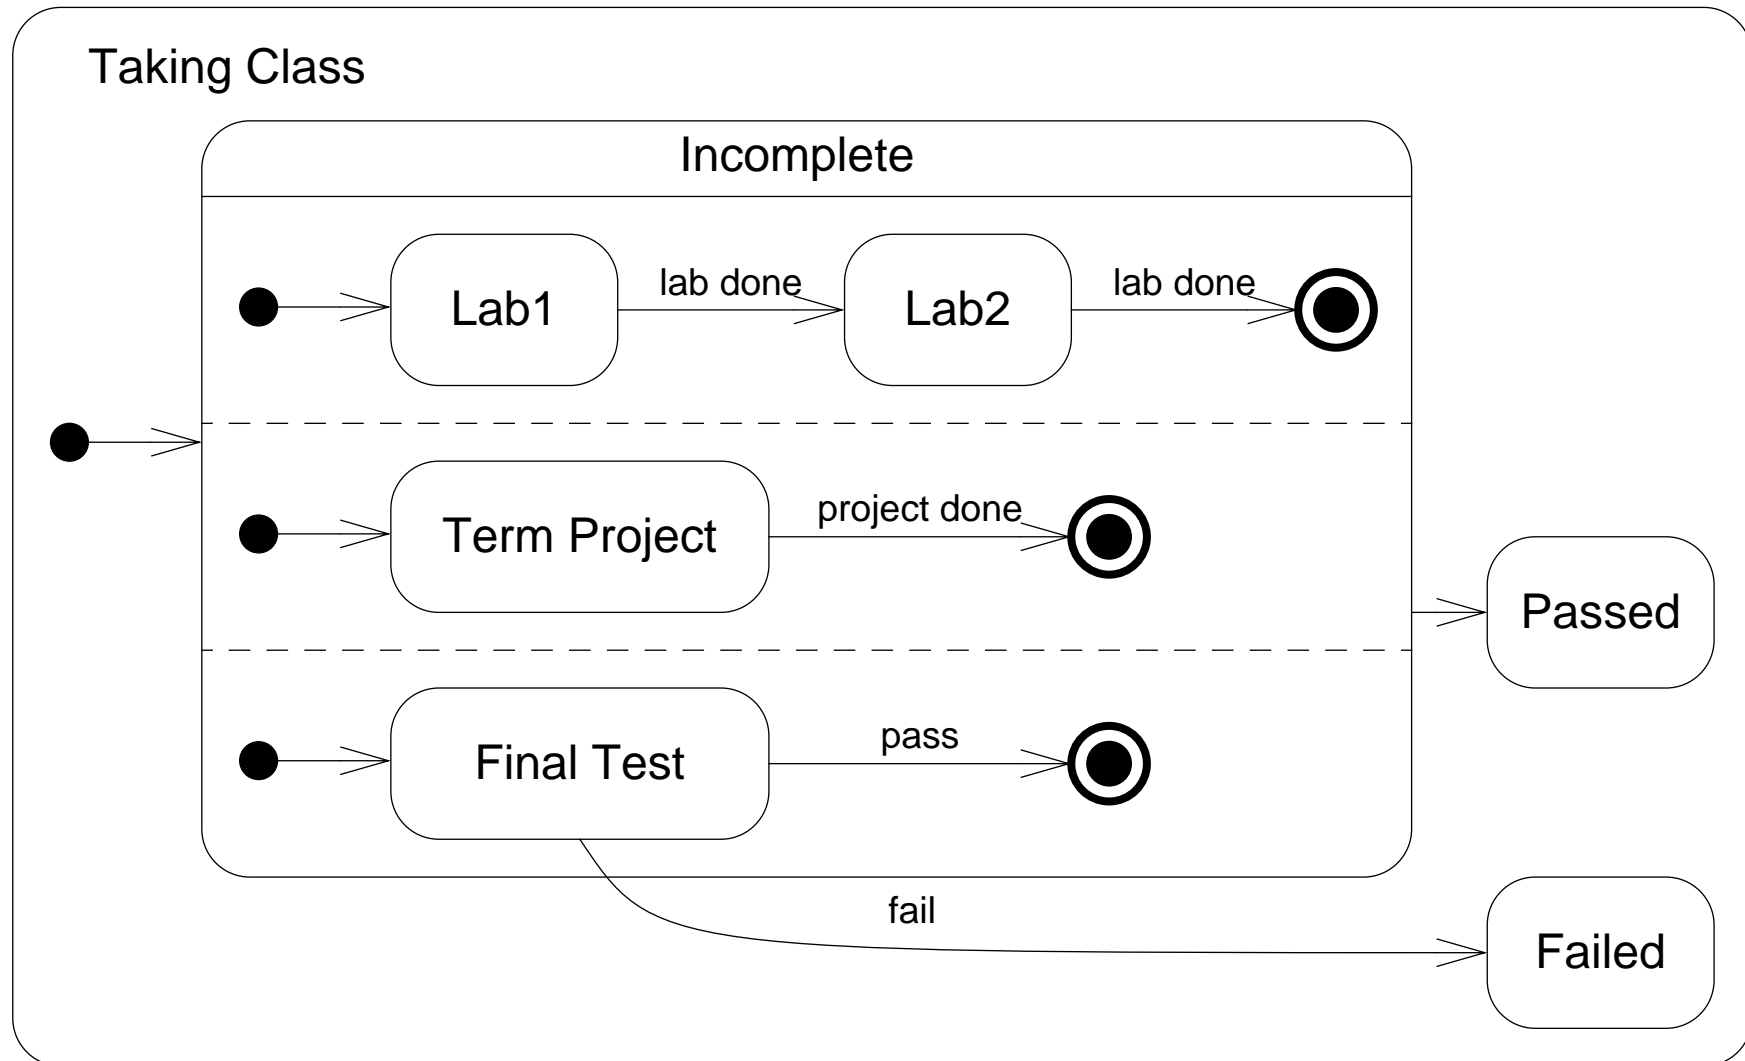 Taking Class
Incomplete
Lab1
lab done
Lab2
lab done
Term Project
project done
Passed
Final Test
pass
fail
Failed